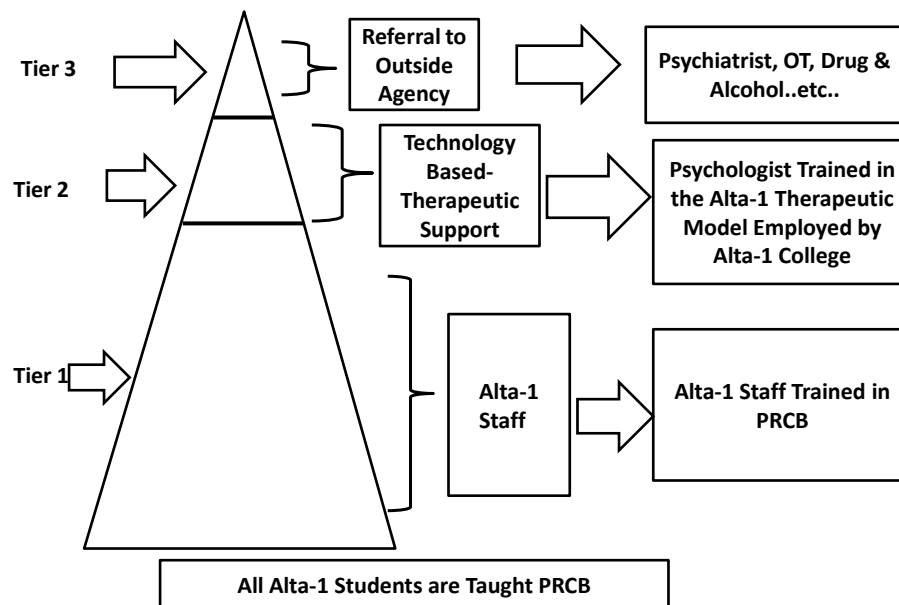 Tier 3
Referral to
Outside
Agency
Psychiatrist, OT, Drug &
Alcohol..etc..
Tier 2
Technology
Based-
Therapeutic
Support
Psychologist Trained in
the Alta-1 Therapeutic
Model Employed by
Alta-1 College
Tier 1
Alta-1
Staff
Alta-1 Staff Trained in
PRCB
All Alta-1 Students are Taught PRCB